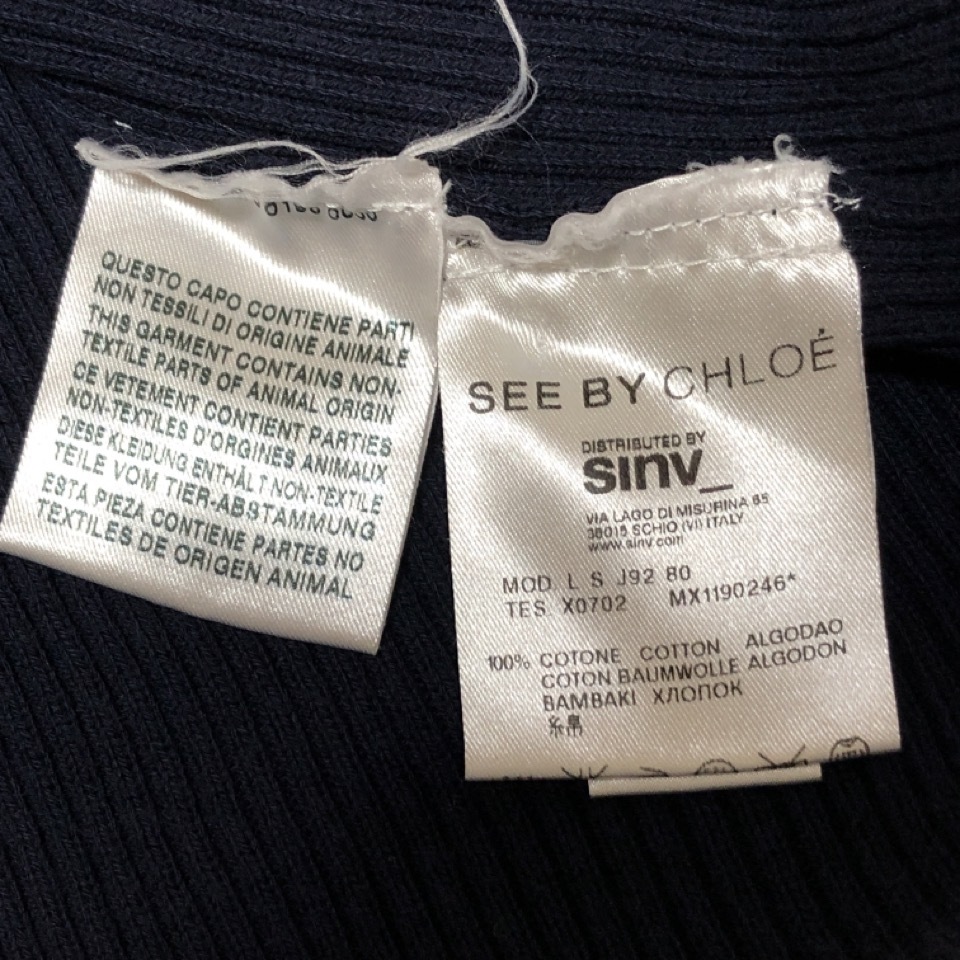 QUESTO CAPO CONTIENE PARTI
NON TESSILI DI ORIGINE ANIMALE
THIS GARMENT CONTAINS NON-
TEXTILE PARTS OF ANIMAL ORIGIN
CE VETEMENT CONTIENT PARTIES
NON-TEXTILES D'ORGINES ANIMALIX
DIESE KLEIDUNG ENTHÄLT NON-TEXTILE
TEILE VOM TIER-ABSTAMMUNG
ESTA PIEZA CONTIENE PARTES NO
TEXTILES DE ORIGEN ANIMAL
SEE BY CHLOÉ
DISTRIBUTED BY
sinv_
VIA LAGO DI MISURINA 65
36015 SCHIO (VI) ITALY
www.sinv.com
MOD. L S J92 80
TES. X0702 MX1190246*
100% COTONE COTTON ALGODAO
COTON BAUMWOLLE ALGODON
BAMBAKI ХЛОПОК
糸帛